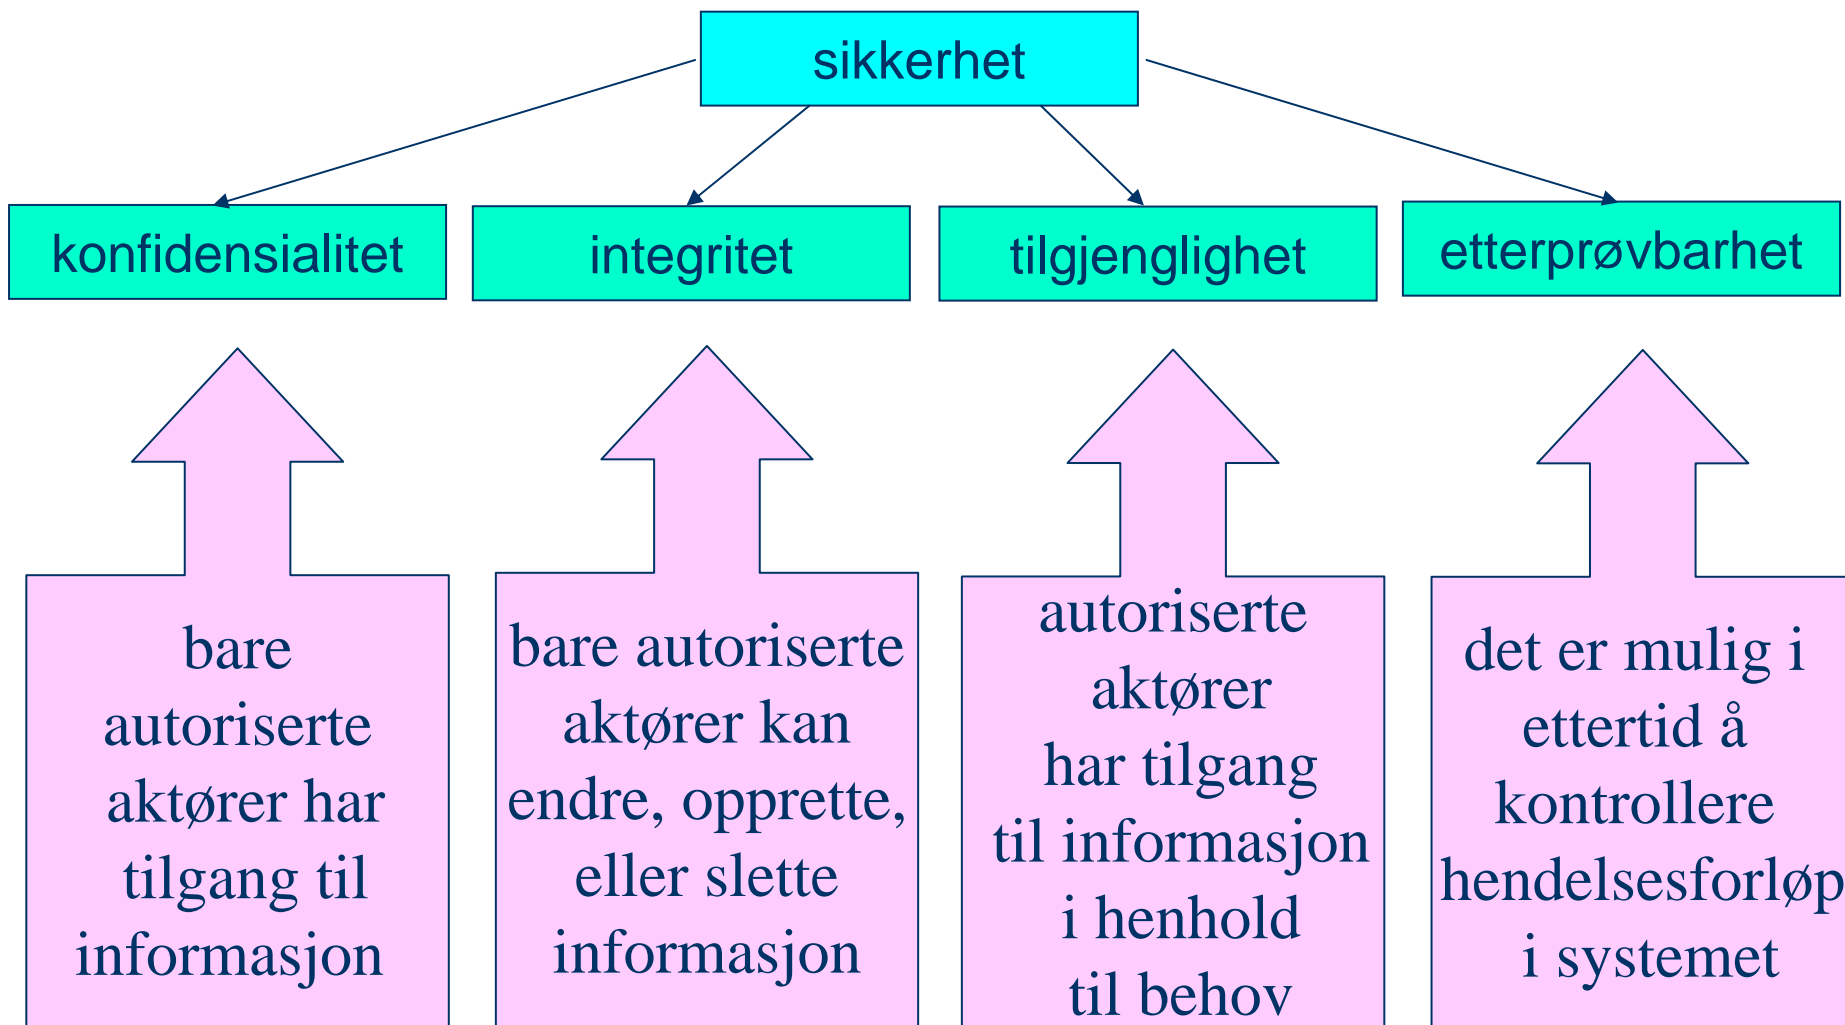 sikkerhet
konfidensialitet
integritet
tilgjenglighet
etterprøvbarhet
bare
autoriserte
aktører har
tilgang til
informasjon
bare autoriserte
aktører kan
endre, opprette,
eller slette
informasjon
autoriserte
aktører
har tilgang
til informasjon
i henhold
til behov
det er mulig i
ettertid å
kontrollere
hendelsesforløp
i systemet